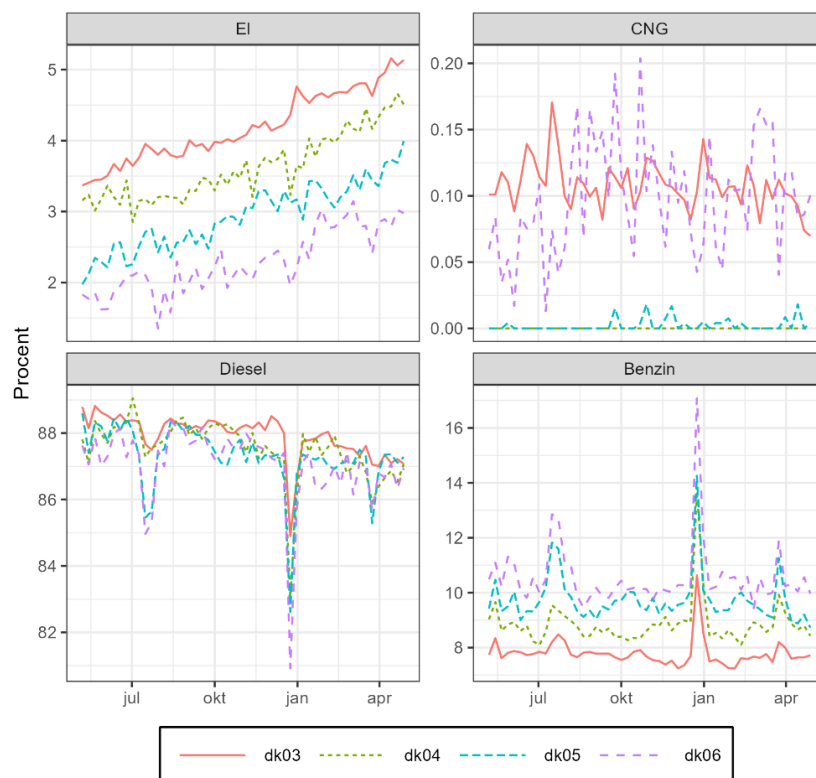 El
CNG
5
4
3
2
0.20
0.15
0.10
0.05
0.00
Procent
Diesel
Benzin
88
86
84
82
16
14
12
10
8
jul okt jan apr
jul okt jan apr
dk03 dk04 dk05 dk06